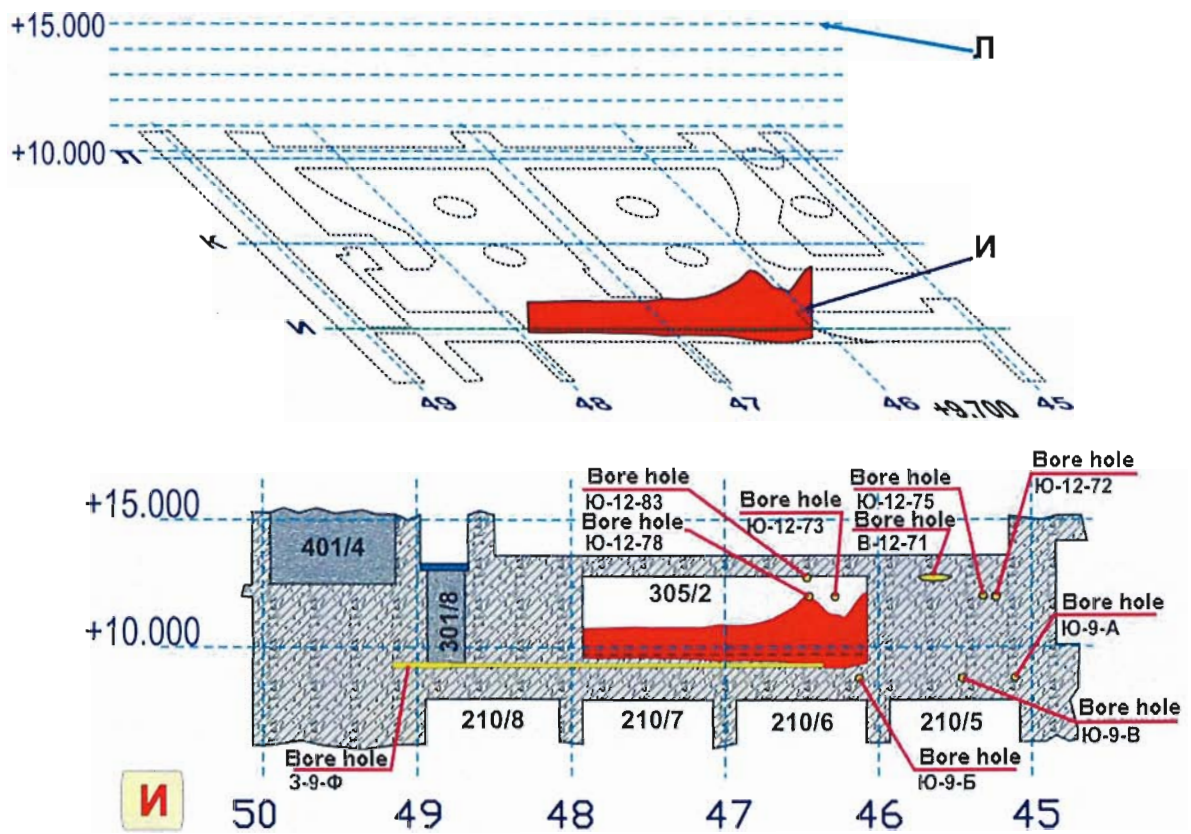 +15.000
Л
+10.000
Л
К
И
И
49
48
47
46
+9.700
45
Bore hole
Ю-12-83
Bore hole
Ю-12-78
Bore hole
Ю-12-73
Bore hole
Ю-12-75
Bore hole
В-12-71
Bore hole
Ю-12-72
+15.000
401/4
301/8
305/2
+10.000
Bore hole
Ю-9-А
210/8
210/7
210/6
210/5
Bore hole
Ю-9-В
Bore hole
З-9-Ф
Bore hole
Ю-9-Б
И
50
49
48
47
46
45